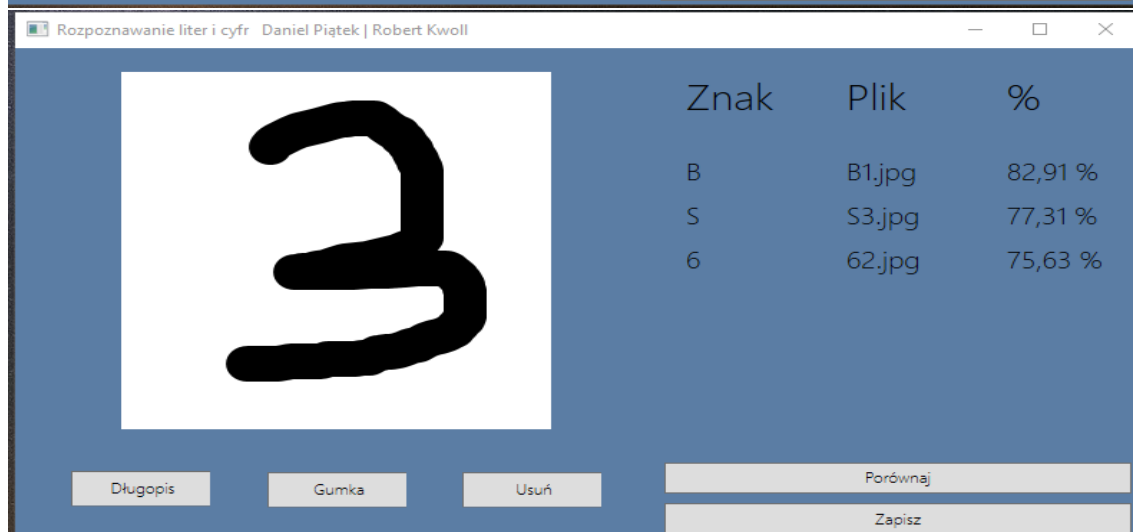 Rozpoznawanie liter i cyfr Daniel Piątek | Robert Kwoll
3
Znak Plik %
B B1.jpg 82,91 %
S S3.jpg 77,31 %
6 62.jpg 75,63 %
Długopis Gumka Usuń
Porównaj
Zapisz